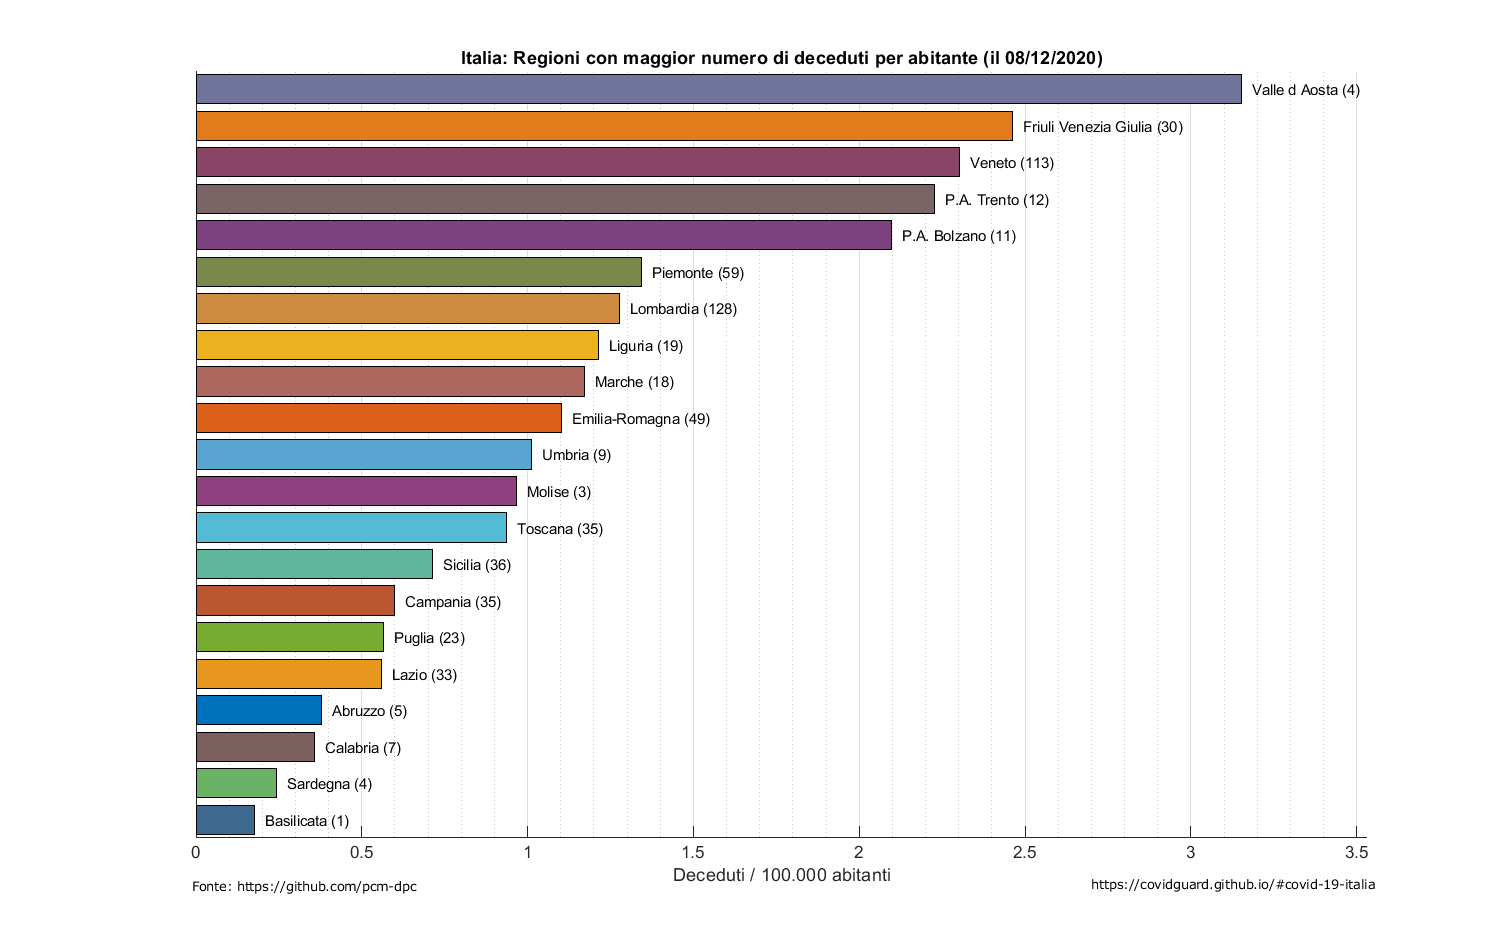 Italia: Regioni con maggior numero di deceduti per abitante (il 08/12/2020)
Valle d Aosta (4)
Friuli Venezia Giulia (30)
Veneto (113)
P.A. Trento (12)
P.A. Bolzano (11)
Piemonte (59)
Lombardia (128)
Liguria (19)
Marche (18)
Emilia-Romagna (49)
Umbria (9)
Molise (3)
Toscana (35)
Sicilia (36)
Campania (35)
Puglia (23)
Lazio (33)
Abruzzo (5)
Calabria (7)
Sardegna (4)
Basilicata (1)
0 0.5 1 1.5 2 2.5 3 3.5
Deceduti / 100.000 abitanti
Fonte: https://github.com/pcm-dpc
https://covidguard.github.io/#covid-19-italia